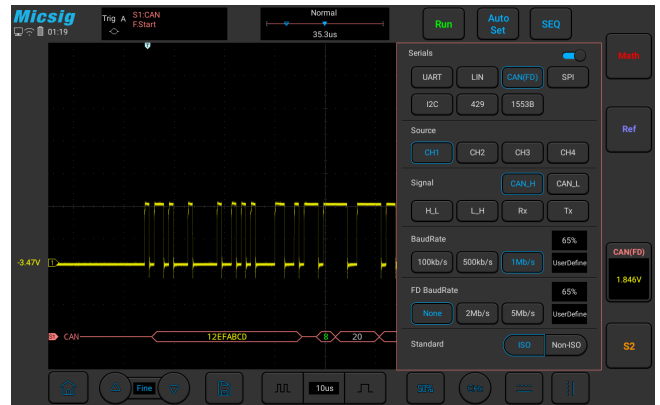 Micsig
Trig A S1:CAN
F.Start
01:19
Normal
35.3us
Run
Auto
Set
SEQ
Math
Ref
CAN(FD)
1.846V
S2
Serials
UART LIN CAN(FD) SPI
I2C 429 1553B
Source
CH1 CH2 CH3 CH4
Signal CAN_H CAN_L
H_L L_H Rx Tx
BaudRate 65%
100kb/s 500kb/s 1Mb/s UserDefine
FD BaudRate 65%
None 2Mb/s 5Mb/s UserDefine
Standard ISO Non-ISO
-3.47V 1
S1 CAN 12EFABCD 8 20
Fine
10us
50%